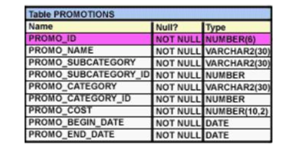 Table PROMOTIONS
Name Null? Type
PROMO_ID NOT NULL NUMBER(6)
PROMO_NAME NOT NULL VARCHAR2(30)
PROMO_SUBCATEGORY NOT NULL VARCHAR2(30)
PROMO_SUBCATEGORY_ID NOT NULL NUMBER
PROMO_CATEGORY NOT NULL VARCHAR2(30)
PROMO_CATEGORY_ID NOT NULL NUMBER
PROMO_COST NOT NULL NUMBER(10,2)
PROMO_BEGIN_DATE NOT NULL DATE
PROMO_END_DATE NOT NULL DATE